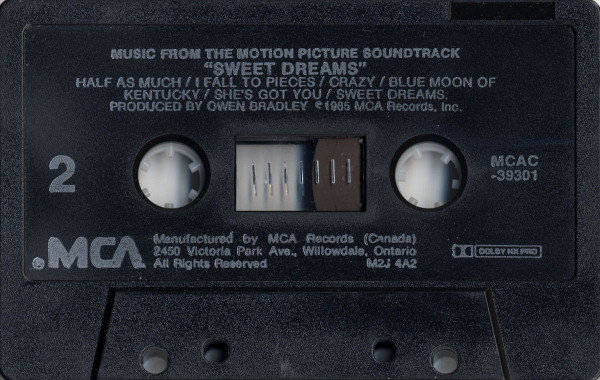 MUSIC FROM THE MOTION PICTURE SOUNDTRACK
"SWEET DREAMS"
HALF AS MUCH / I FALL TO PIECES / CRAZY / BLUE MOON OF
KENTUCKY / SHE'S GOT YOU / SWEET DREAMS.
PRODUCED BY OWEN BRADLEY ℗1985 MCA Records, Inc.
2
MCAC
-39301
.MCA
Manufactured by MCA Records (Canada)
2450 Victoria Park Ave., Willowdale, Ontario
All Rights Reserved M2J 4A2
DOLBY HX PRO